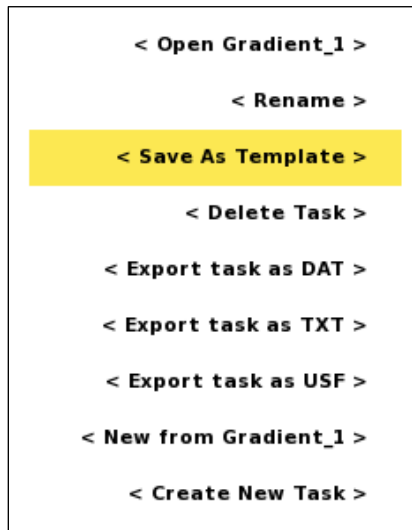 < Open Gradient_1 >
< Rename >
< Save As Template >
< Delete Task >
< Export task as DAT >
< Export task as TXT >
< Export task as USF >
< New from Gradient_1 >
< Create New Task >